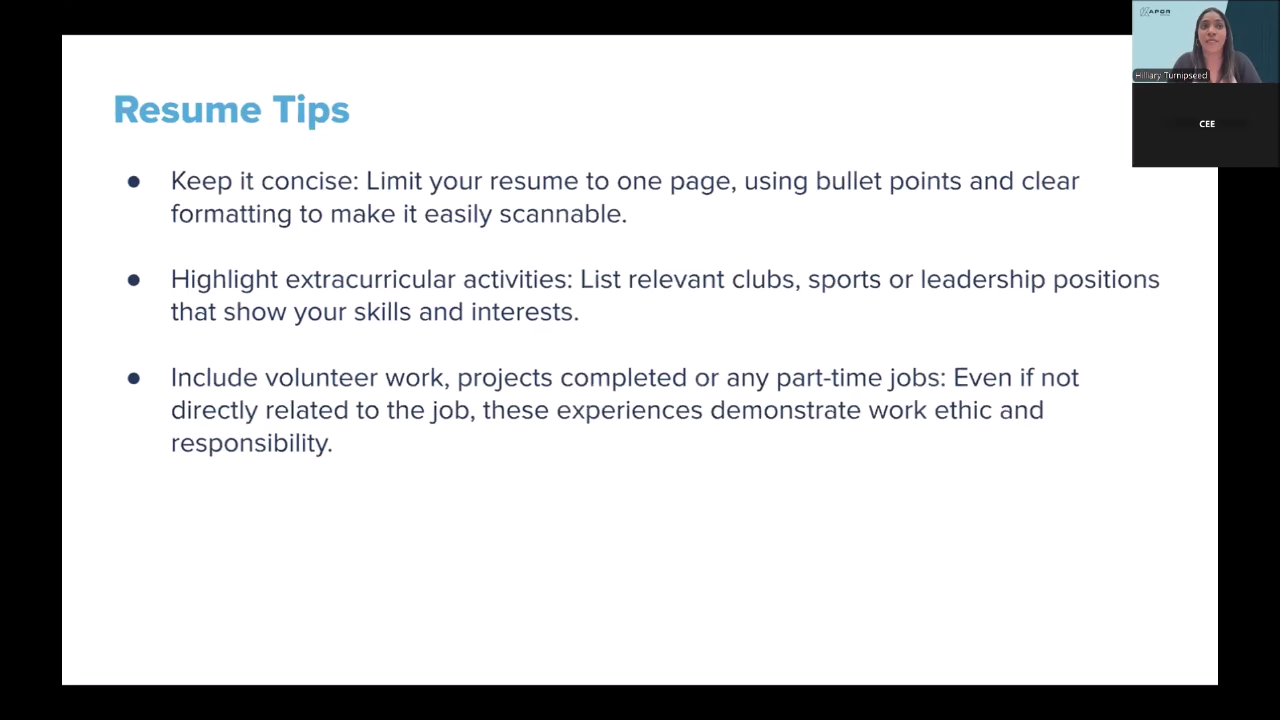 Resume Tips
● Keep it concise: Limit your resume to one page, using bullet points and clear
formatting to make it easily scannable.
● Highlight extracurricular activities: List relevant clubs, sports or leadership positions
that show your skills and interests.
● Include volunteer work, projects completed or any part-time jobs: Even if not
directly related to the job, these experiences demonstrate work ethic and
responsibility.
Hilliary Turnipseed
CEE